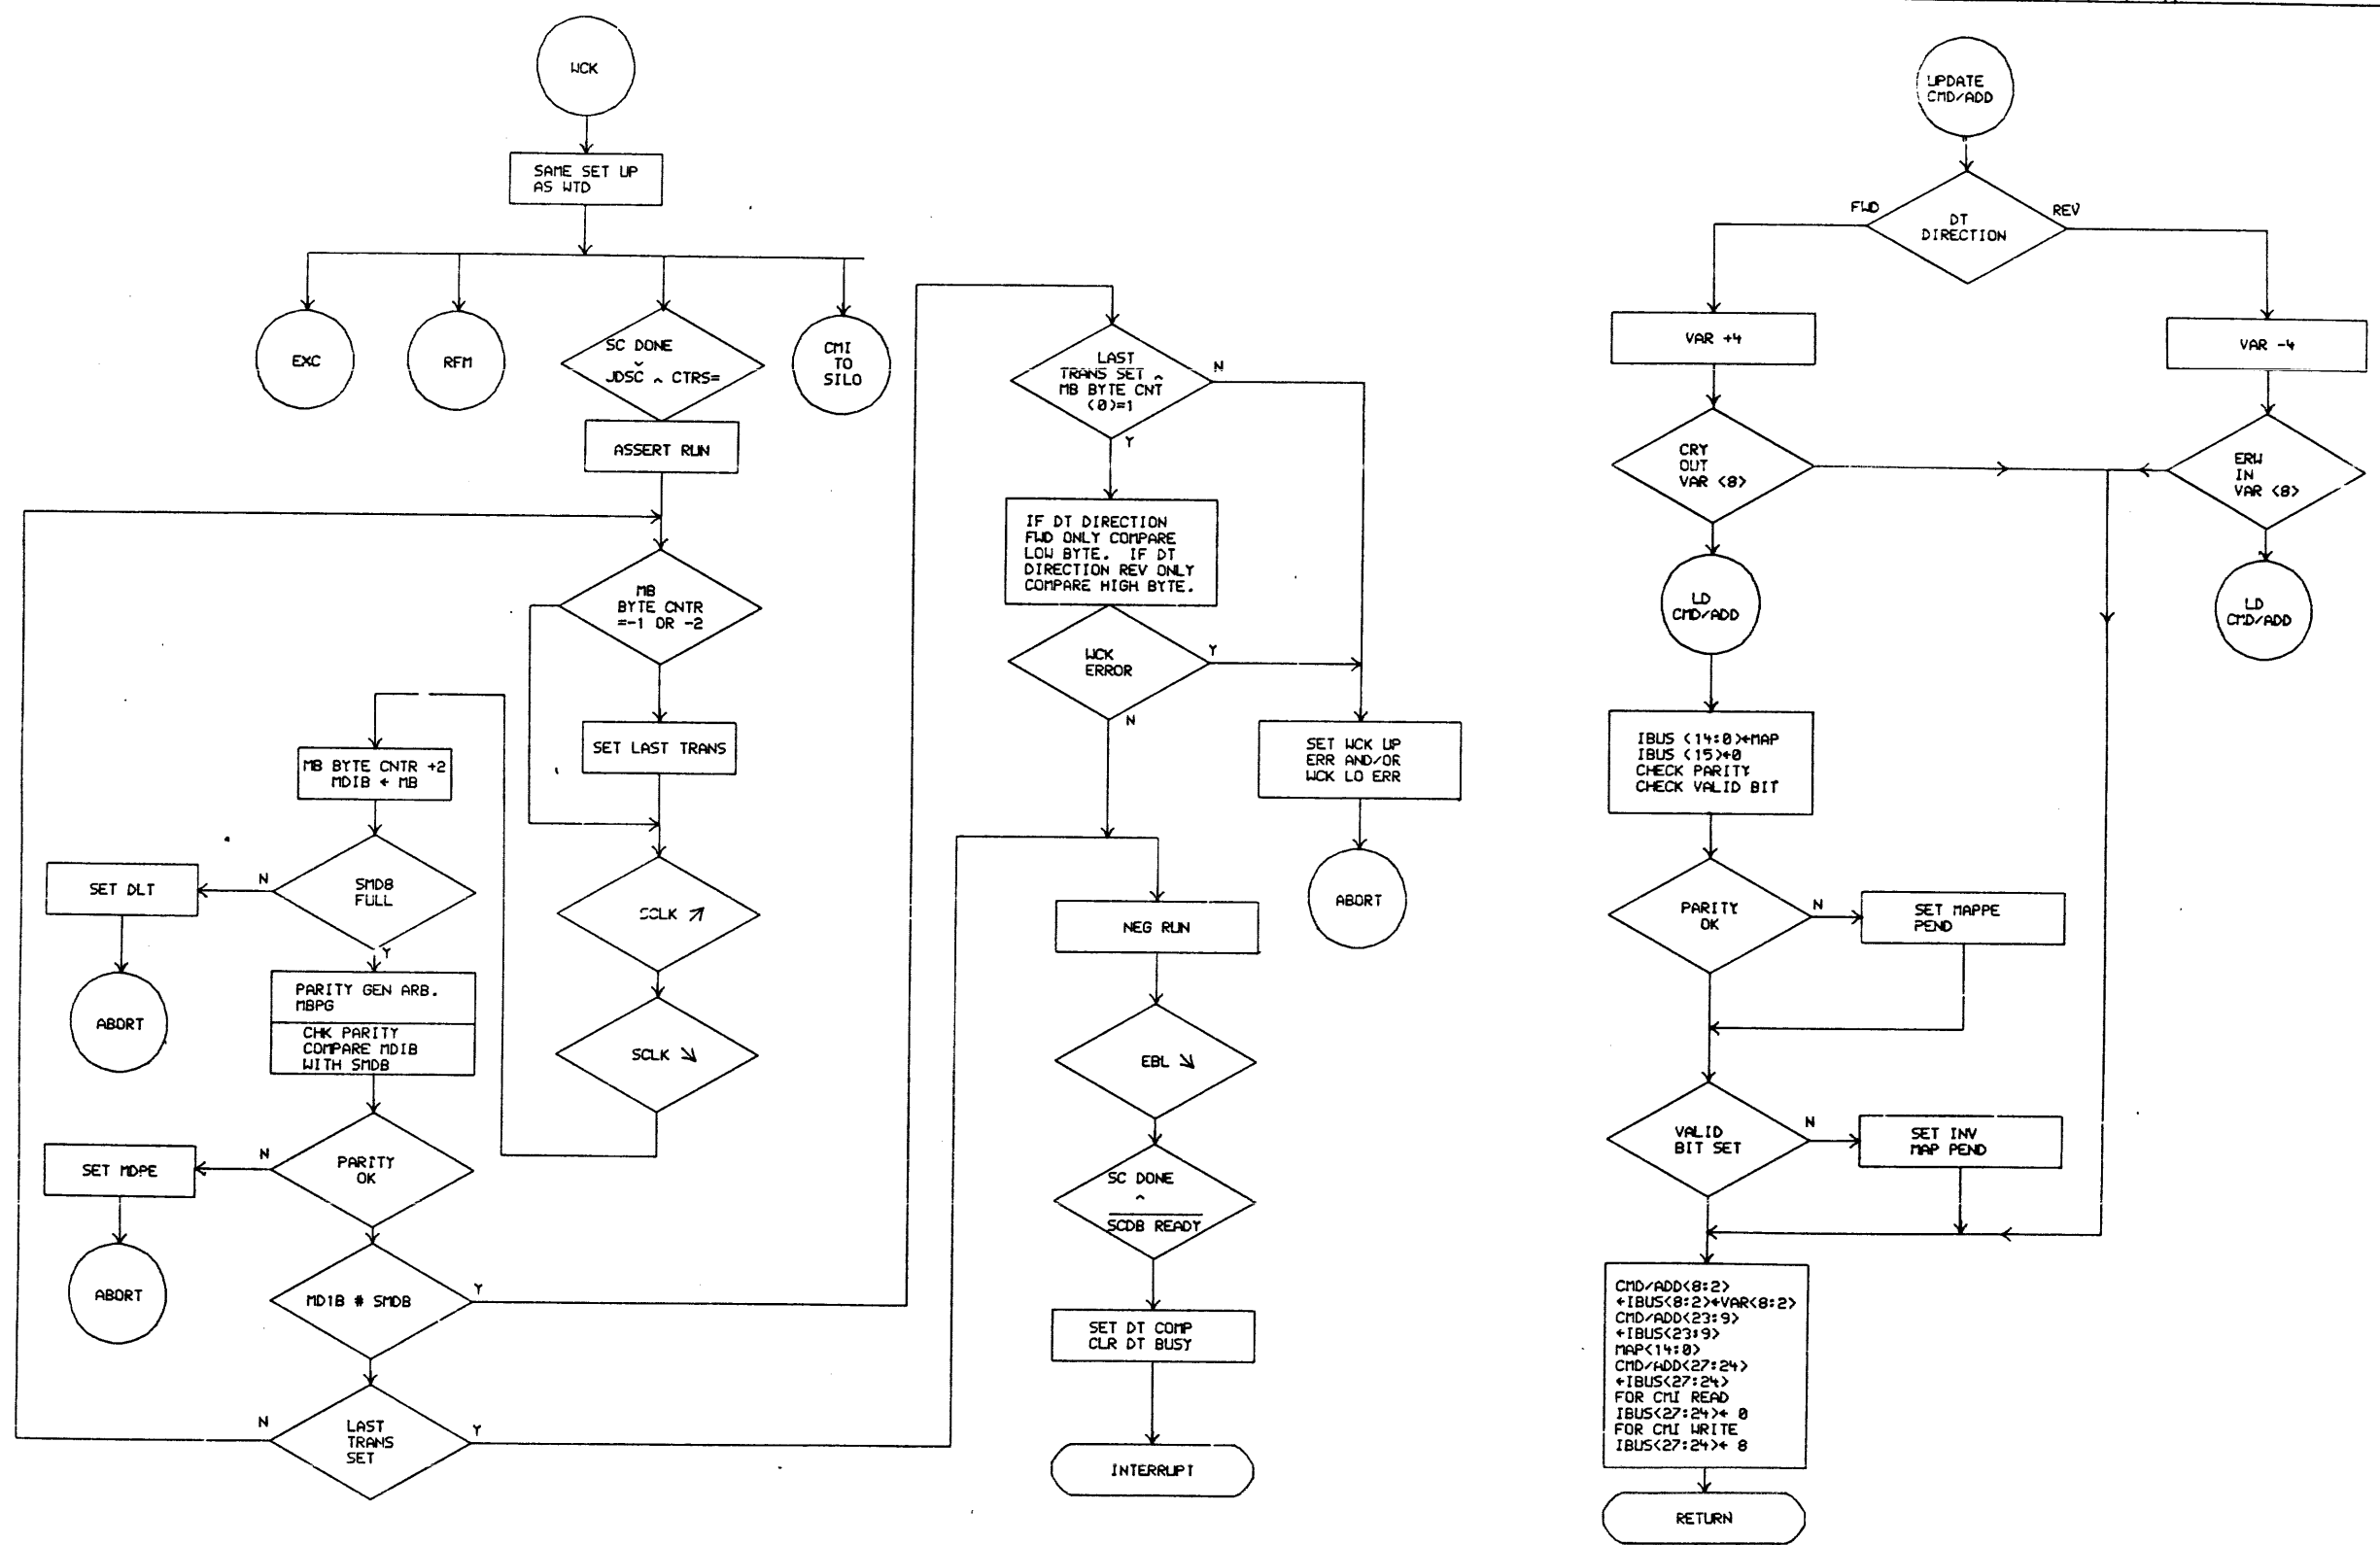 WCK
SAME SET UP
AS WTD
EXC
RFM
SC DONE
⌄
JDSC ^ CTRS=
CMI
TO
SILO
ASSERT RUN
MB
BYTE CNTR
=-1 OR -2
SET LAST TRANS
SCLK ↗
SCLK ↘
MB BYTE CNTR +2
MDIB ← MB
SMDB
FULL
N
Y
SET DLT
ABORT
PARITY GEN ARB.
MBPG
CHK PARITY
COMPARE MDIB
WITH SMDB
PARITY
OK
N
SET MDPE
ABORT
MDIB # SMDB
Y
LAST
TRANS
SET
N
Y
LAST
TRANS SET ^
MB BYTE CNT
<0>=1
N
Y
IF DT DIRECTION
FWD ONLY COMPARE
LOW BYTE. IF DT
DIRECTION REV ONLY
COMPARE HIGH BYTE.
WCK
ERROR
Y
N
SET WCK UP
ERR AND/OR
WCK LO ERR
ABORT
NEG RUN
EBL ↘
SC DONE
^
SCDB READY
SET DT COMP
CLR DT BUSY
INTERRUPT
UPDATE
CMD/ADD
DT
DIRECTION
FWD
REV
VAR +4
VAR -4
CRY
OUT
VAR <8>
ERW
IN
VAR <8>
LD
CMD/ADD
LD
CMD/ADD
IBUS <14:0>←MAP
IBUS <15>←0
CHECK PARITY
CHECK VALID BIT
PARITY
OK
N
SET MAPPE
PEND
VALID
BIT SET
N
SET INV
MAP PEND
CMD/ADD<8:2>
←IBUS<8:2>←VAR<8:2>
CMD/ADD<23:9>
←IBUS<23:9>
MAP<14:0>
CMD/ADD<27:24>
←IBUS<27:24>
FOR CMI READ
IBUS<27:24>← 0
FOR CMI WRITE
IBUS<27:24>← 8
RETURN